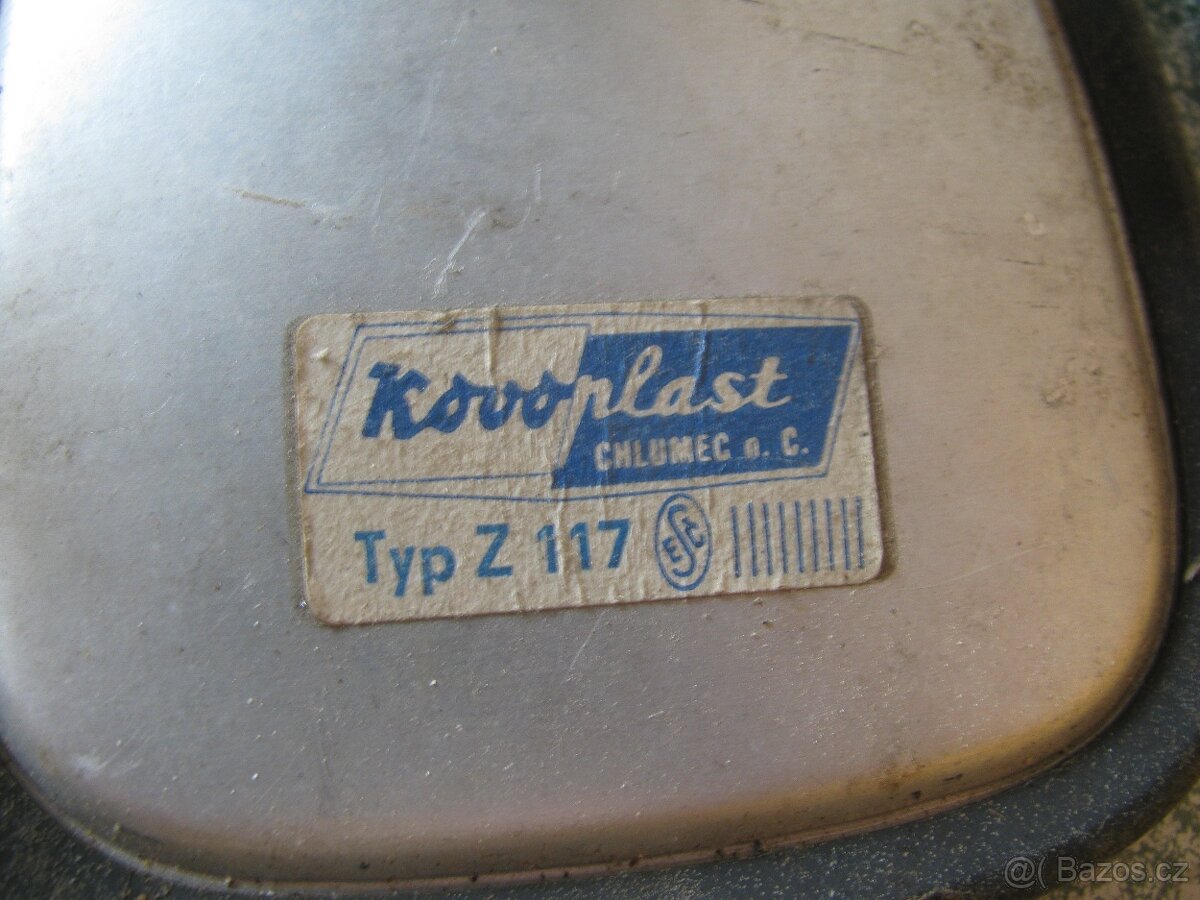 Kovoplast
CHLUMEC n. C.
Typ Z 117
ESČ
@( Bazos.cz